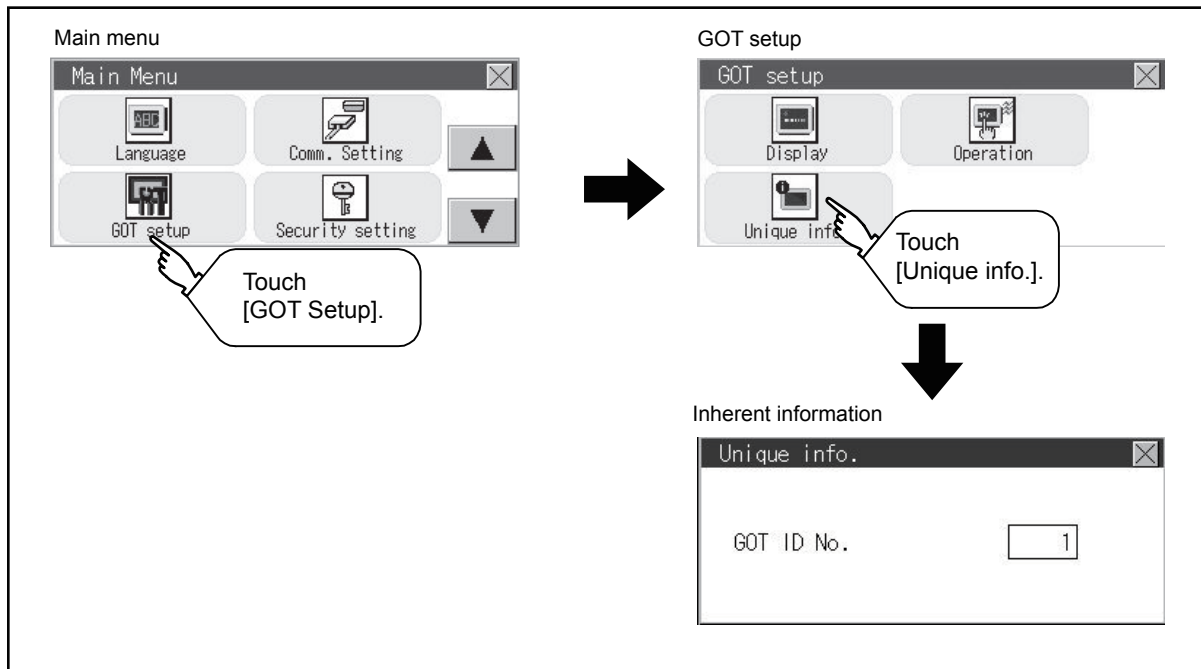 Main menu
Main Menu
ABC
Language
Comm. Setting
GOT setup
Security setting
Touch
[GOT Setup].
GOT setup
GOT setup
Display
Operation
Unique info
Touch
[Unique info.].
Inherent information
Unique info.
GOT ID No. 1